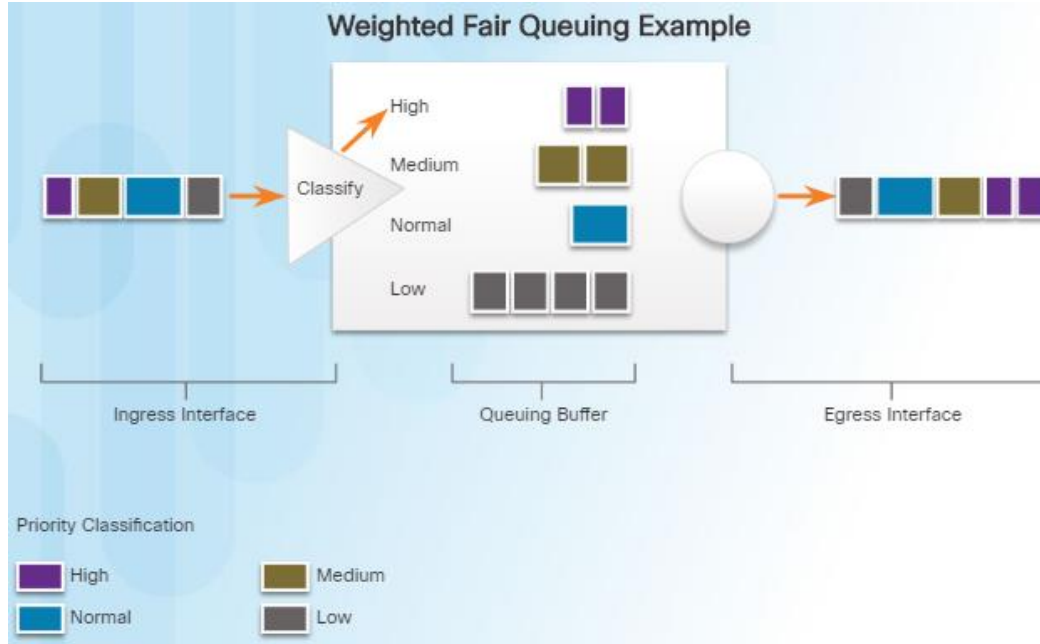 Weighted Fair Queuing Example
High
Medium
Classify
Normal
Low
Ingress Interface
Queuing Buffer
Egress Interface
Priority Classification
High
Medium
Normal
Low